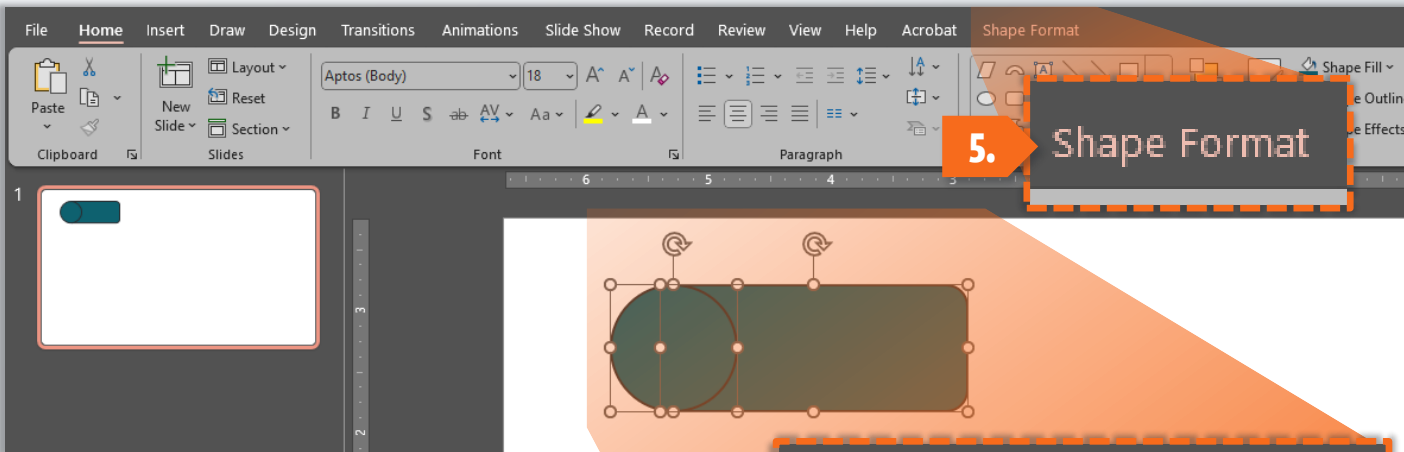 File Home Insert Draw Design Transitions Animations Slide Show Record Review View Help Acrobat Shape Format
Paste
New Slide
Layout
Reset
Section
Aptos (Body) 18 A A A
B I U S ab AV Aa A
Shape Fill
e Outlin
e Effects
Clipboard Slides Font Paragraph
5. Shape Format
6 5 4 3
1
3
2